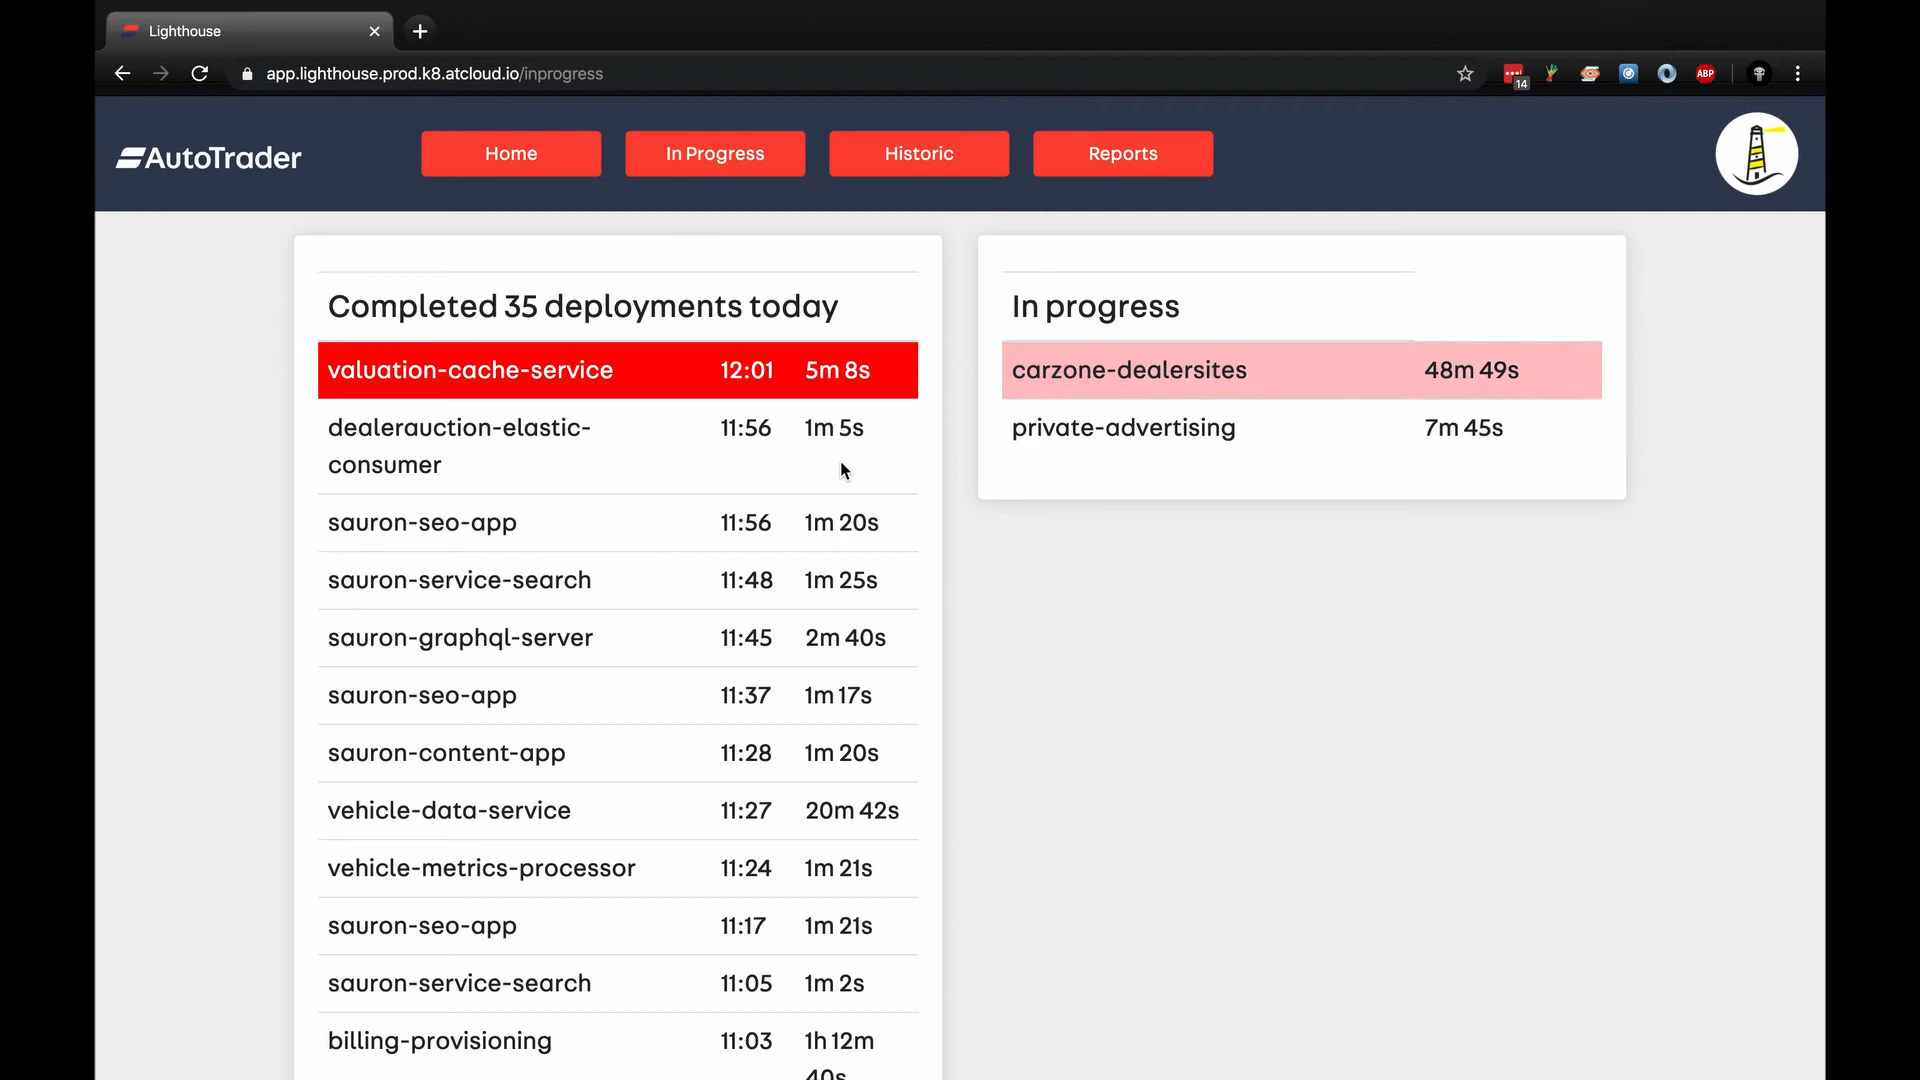 Lighthouse
app.lighthouse.prod.k8.atcloud.io/inprogress
14
ABP
AutoTrader
Home
In Progress
Historic
Reports
Completed 35 deployments today
valuation-cache-service 12:01 5m 8s
dealerauction-elastic- 11:56 1m 5s
consumer
sauron-seo-app 11:56 1m 20s
sauron-service-search 11:48 1m 25s
sauron-graphql-server 11:45 2m 40s
sauron-seo-app 11:37 1m 17s
sauron-content-app 11:28 1m 20s
vehicle-data-service 11:27 20m 42s
vehicle-metrics-processor 11:24 1m 21s
sauron-seo-app 11:17 1m 21s
sauron-service-search 11:05 1m 2s
billing-provisioning 11:03 1h 12m
40s
In progress
carzone-dealersites 48m 49s
private-advertising 7m 45s